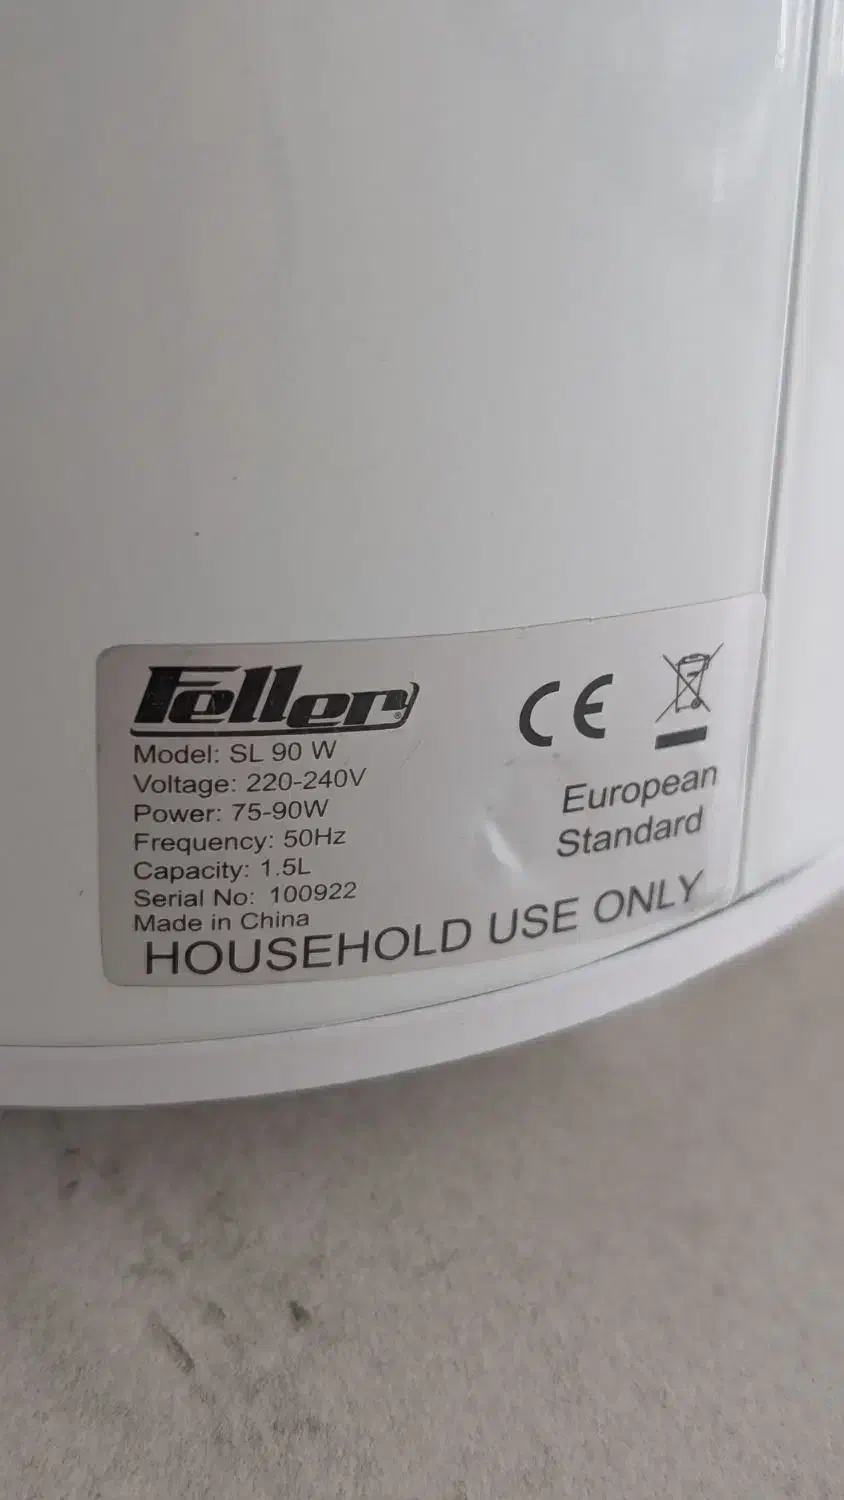 Feller®
Model: SL 90 W
Voltage: 220-240V
Power: 75-90W
Frequency: 50Hz
Capacity: 1.5L
Serial No: 100922
Made in China
CE
European
Standard
HOUSEHOLD USE ONLY